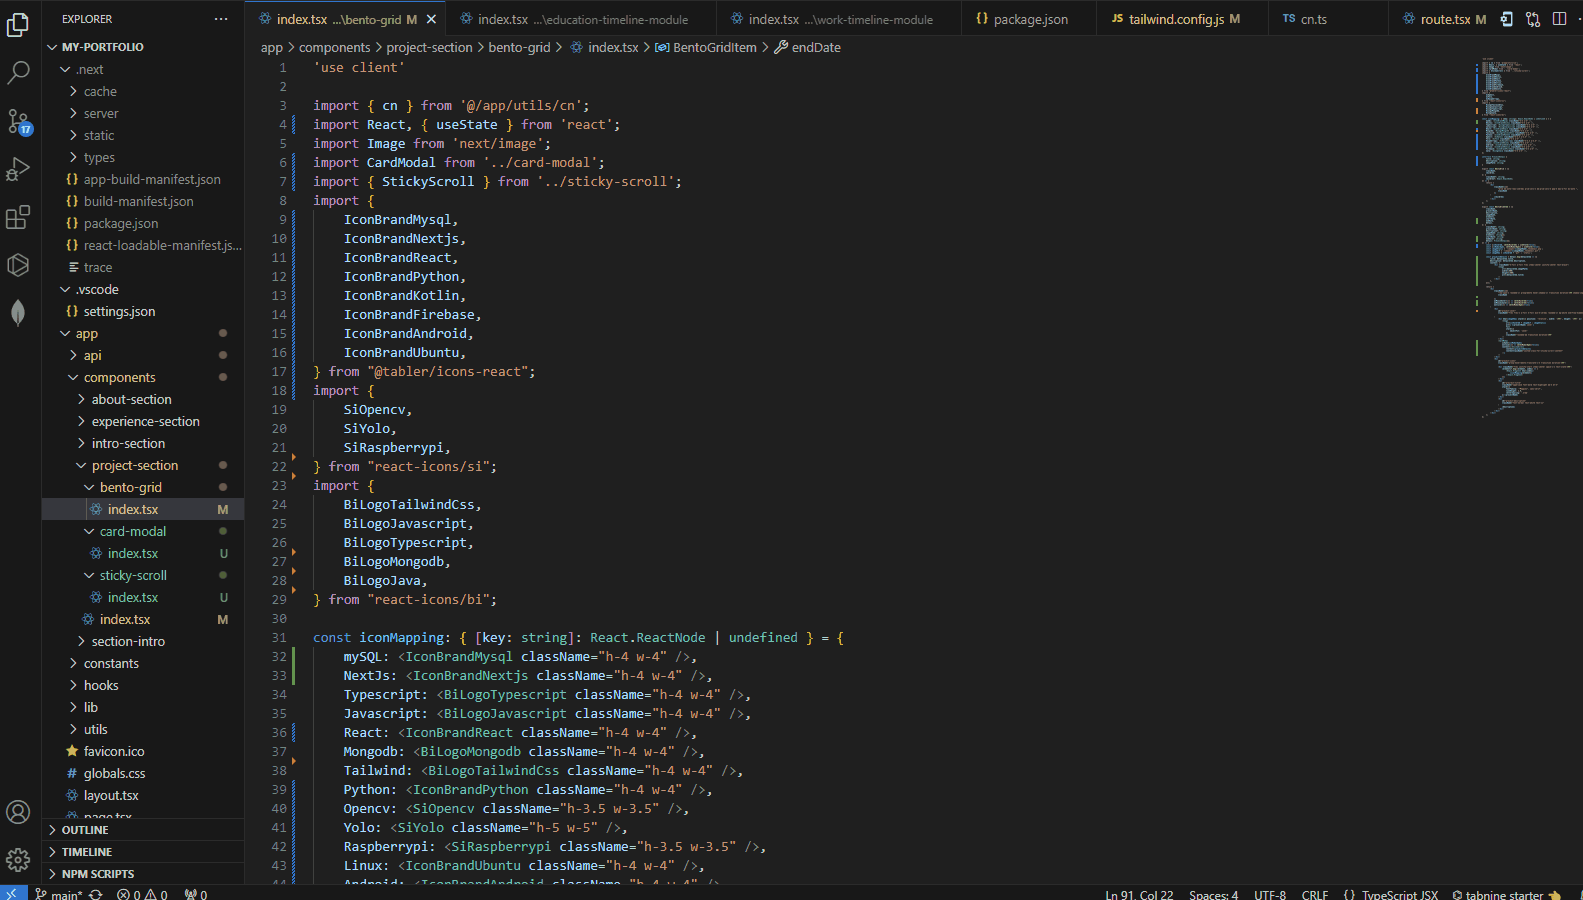 EXPLORER
MY-PORTFOLIO
.next
cache
server
static
types
{} app-build-manifest.json
{} build-manifest.json
{} package.json
{} react-loadable-manifest.js...
trace
.vscode
{} settings.json
app
api
components
about-section
experience-section
intro-section
project-section
bento-grid
index.tsx M
card-modal
index.tsx U
sticky-scroll
index.tsx U
index.tsx M
section-intro
constants
hooks
lib
utils
favicon.ico
# globals.css
layout.tsx
page.tsx
OUTLINE
TIMELINE
NPM SCRIPTS
17
index.tsx ...\bento-grid M
index.tsx ...\education-timeline-module
index.tsx ...\work-timeline-module
{} package.json
JS tailwind.config.js M
TS cn.ts
route.tsx M
app > components > project-section > bento-grid > index.tsx > BentoGridItem > endDate
1 'use client'
2
3 import { cn } from '@/app/utils/cn';
4 import React, { useState } from 'react';
5 import Image from 'next/image';
6 import CardModal from '../card-modal';
7 import { StickyScroll } from '../sticky-scroll';
8 import {
9 IconBrandMysql,
10 IconBrandNextjs,
11 IconBrandReact,
12 IconBrandPython,
13 IconBrandKotlin,
14 IconBrandFirebase,
15 IconBrandAndroid,
16 IconBrandUbuntu,
17 } from "@tabler/icons-react";
18 import {
19 SiOpencv,
20 SiYolo,
21 SiRaspberrypi,
22 } from "react-icons/si";
23 import {
24 BiLogoTailwindCss,
25 BiLogoJavascript,
26 BiLogoTypescript,
27 BiLogoMongodb,
28 BiLogoJava,
29 } from "react-icons/bi";
30
31 const iconMapping: { [key: string]: React.ReactNode | undefined } = {
32 mySQL: <IconBrandMysql className="h-4 w-4" />,
33 NextJs: <IconBrandNextjs className="h-4 w-4" />,
34 Typescript: <BiLogoTypescript className="h-4 w-4" />,
35 Javascript: <BiLogoJavascript className="h-4 w-4" />,
36 React: <IconBrandReact className="h-4 w-4" />,
37 Mongodb: <BiLogoMongodb className="h-4 w-4" />,
38 Tailwind: <BiLogoTailwindCss className="h-4 w-4" />,
39 Python: <IconBrandPython className="h-4 w-4" />,
40 Opencv: <SiOpencv className="h-3.5 w-3.5" />,
41 Yolo: <SiYolo className="h-5 w-5" />,
42 Raspberrypi: <SiRaspberrypi className="h-3.5 w-3.5" />,
43 Linux: <IconBrandUbuntu className="h-4 w-4" />,
44 Android: <IconBrandAndroid className="h-4 w-4" />,
main* 0 0 0
Ln 91, Col 22 Spaces: 4 UTF-8 CRLF {} TypeScript JSX tabnine starter